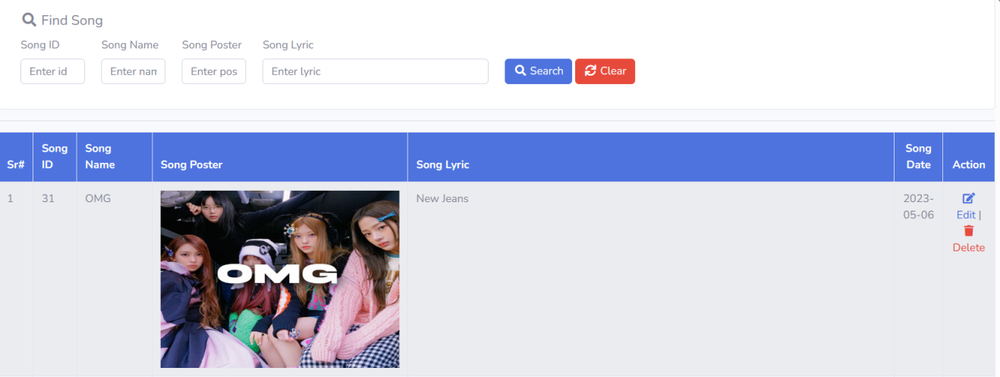 Find Song
Song ID Song Name Song Poster Song Lyric
Enter id Enter nam Enter pos Enter lyric Search Clear
Sr# Song ID Song Name Song Poster Song Lyric Song Date Action
1 31 OMG New Jeans 2023-05-06 Edit | Delete
OMG